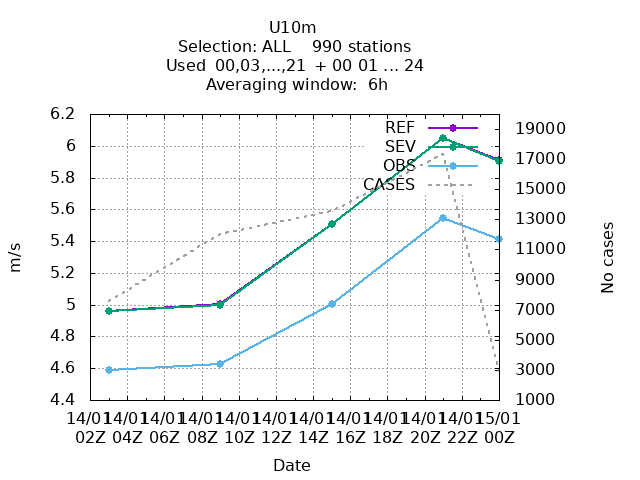 U10m
Selection: ALL    990 stations
Used  00,03,...,21  + 00 01 ... 24
Averaging window:  6h
6.2
6
5.8
5.6
5.4
5.2
5
4.8
4.6
4.4
m/s
REF
SEV
OBS
CASES
19000
17000
15000
13000
11000
9000
7000
5000
3000
1000
No cases
14/01 14/01 14/01 14/01 14/01 14/01 14/01 14/01 14/01 14/01 14/01 15/01
02Z 04Z 06Z 08Z 10Z 12Z 14Z 16Z 18Z 20Z 22Z 00Z
Date